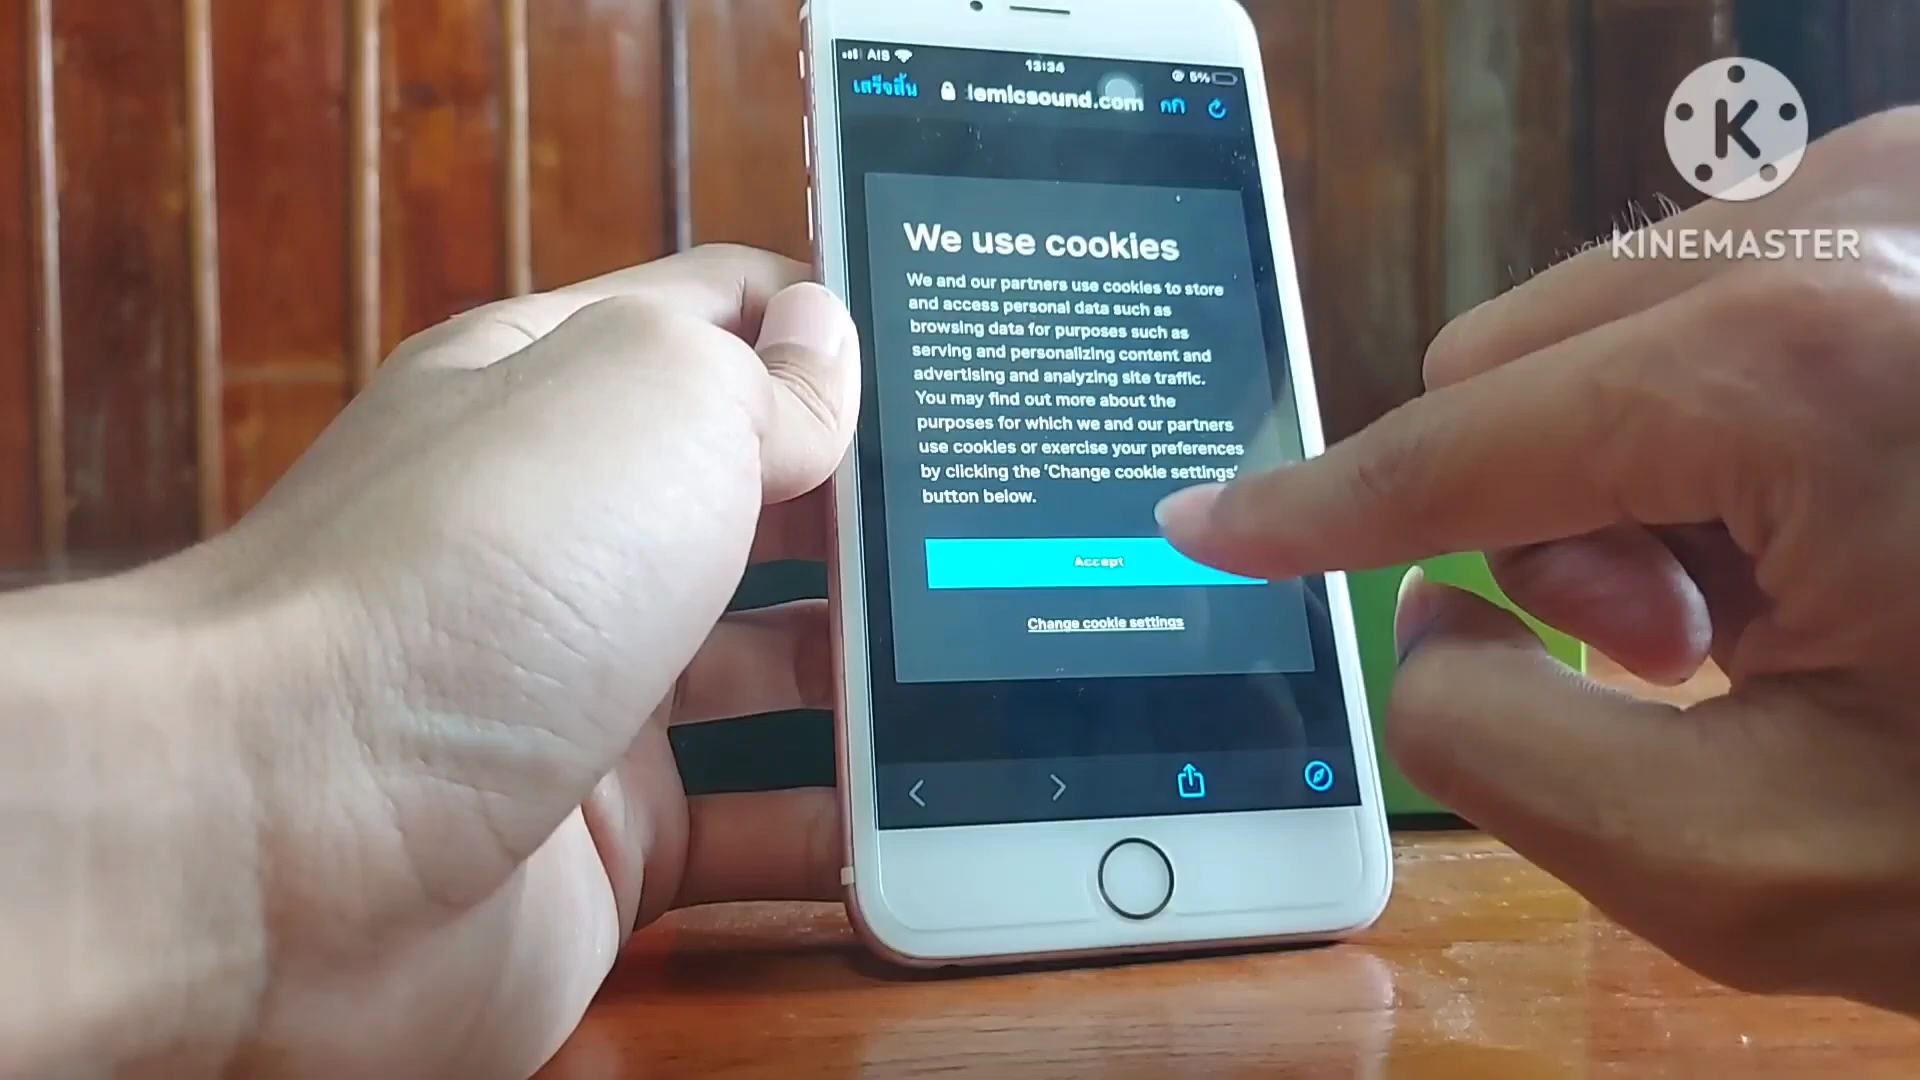 AIS
13:34
5%
เสร็จสิ้น
lemicsound.com
กก
We use cookies
We and our partners use cookies to store
and access personal data such as
browsing data for purposes such as
serving and personalizing content and
advertising and analyzing site traffic.
You may find out more about the
purposes for which we and our partners
use cookies or exercise your preferences
by clicking the 'Change cookie settings'
button below.
Accept
Change cookie settings
K
KINEMASTER